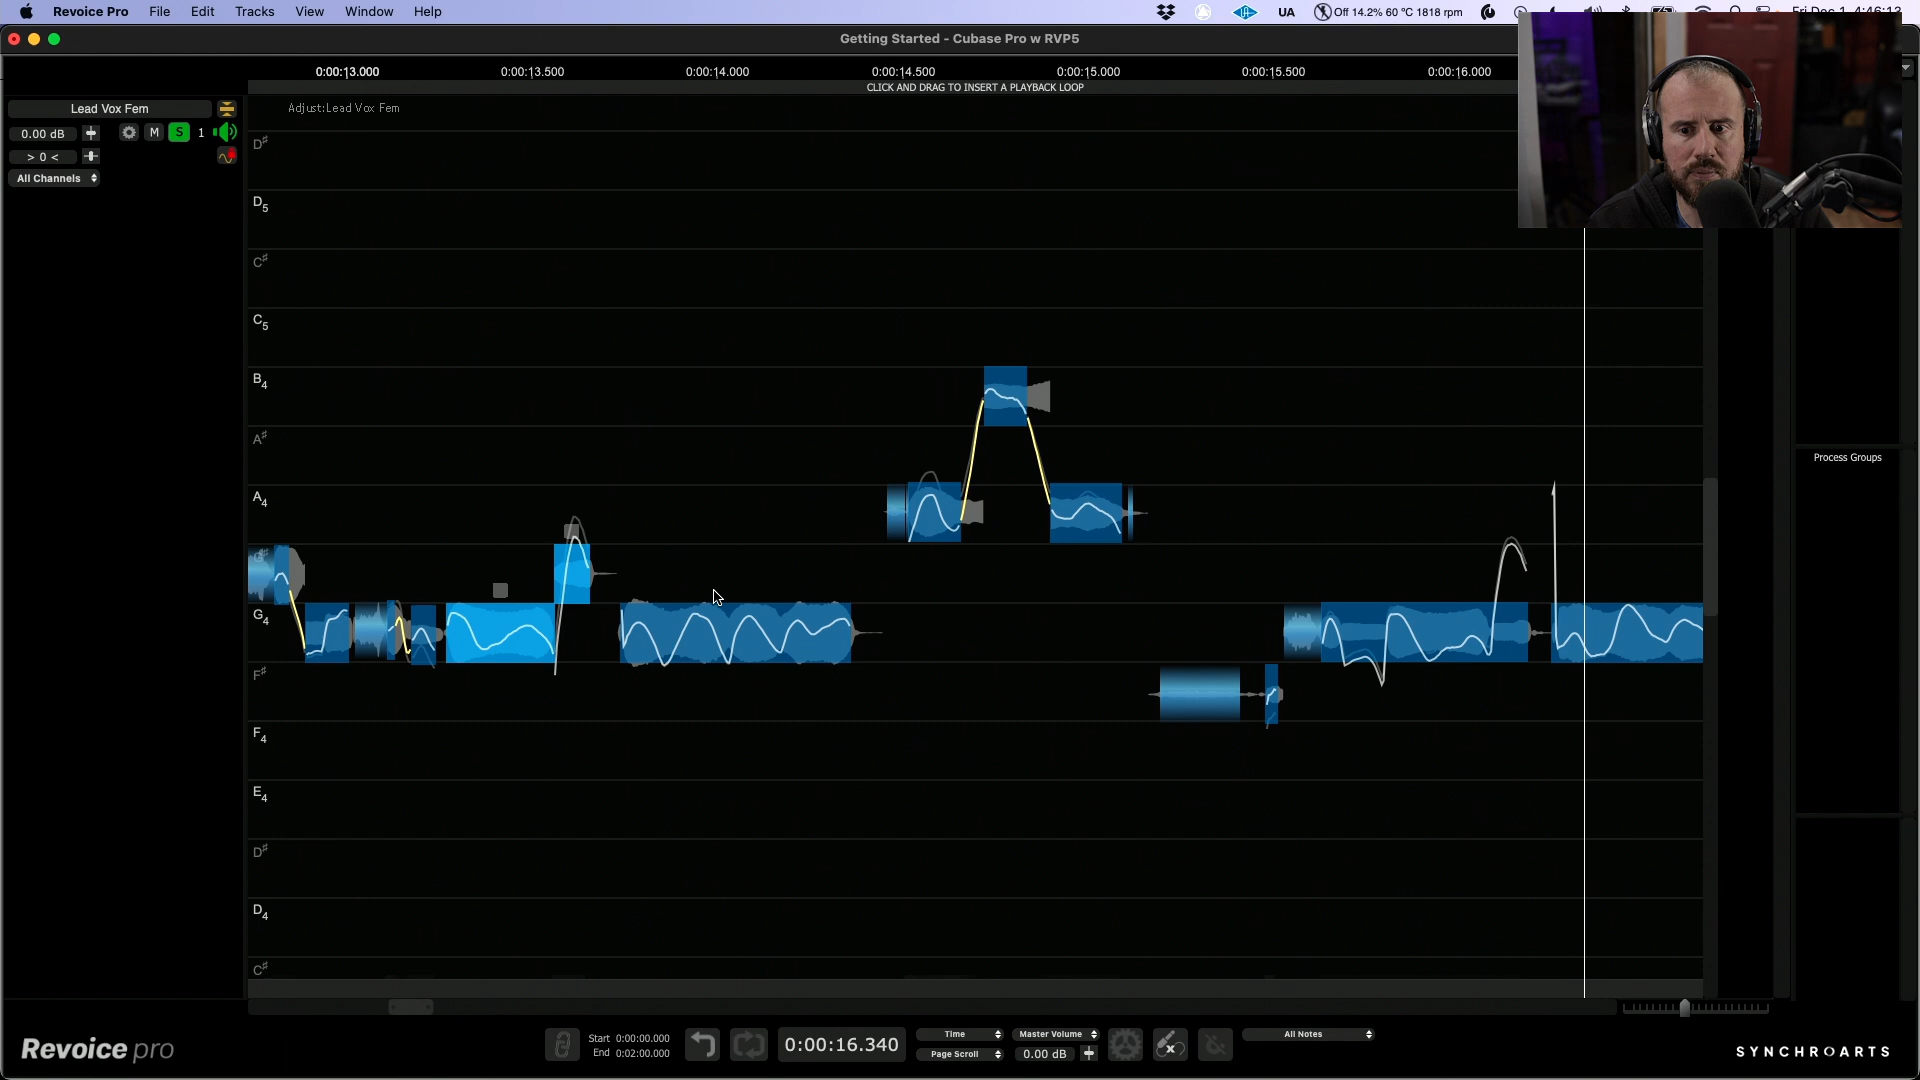 Revoice Pro File Edit Tracks View Window Help
UA Off 14.2% 60 ℃ 1818 rpm
Getting Started - Cubase Pro w RVP5
0:00:13.000 0:00:13.500 0:00:14.000 0:00:14.500 0:00:15.000 0:00:15.500 0:00:16.000
CLICK AND DRAG TO INSERT A PLAYBACK LOOP
Lead Vox Fem
Adjust:Lead Vox Fem
0.00 dB M S 1
> 0 <
All Channels
D♯
D5
C♯
C5
B4
A♯
A4
G♯
G4
F♯
F4
E4
D♯
D4
C♯
Process Groups
Revoice pro
Start 0:00:00.000
End 0:02:00.000
0:00:16.340
Time
Page Scroll
Master Volume
0.00 dB
All Notes
SYNCHROARTS